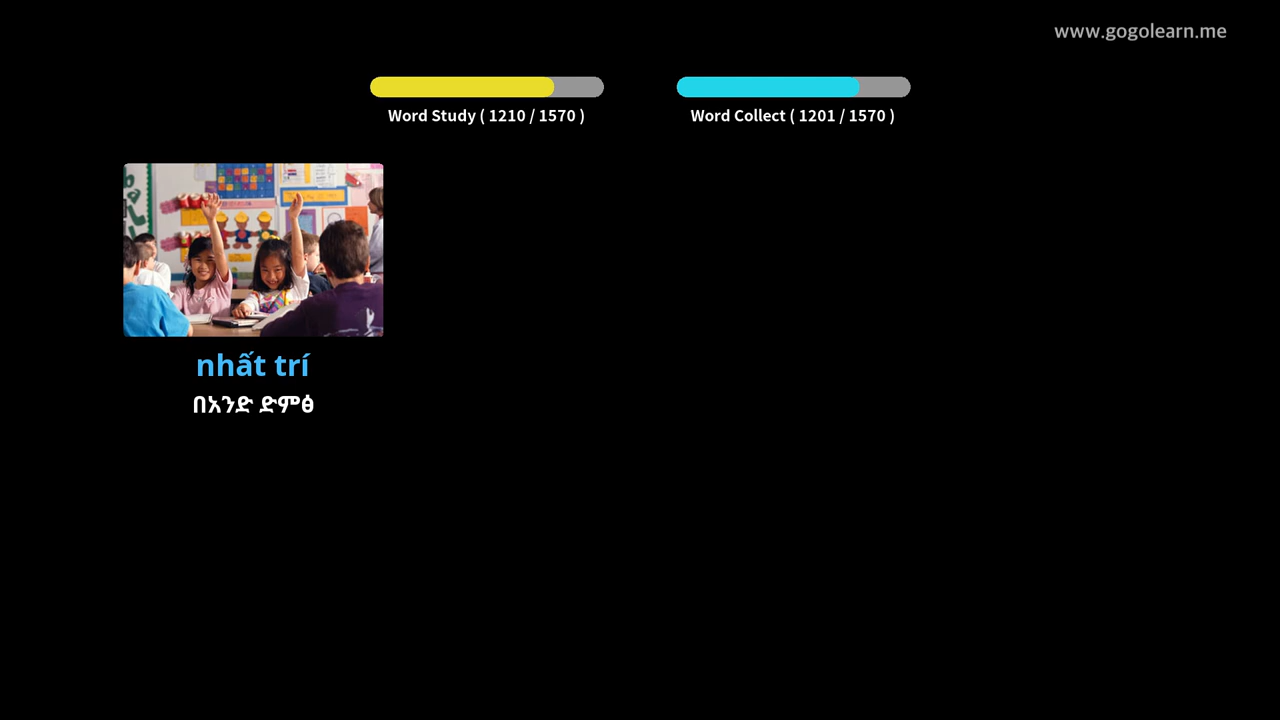 www.gogolearn.me
Word Study ( 1210 / 1570 )
Word Collect ( 1201 / 1570 )
nhất trí
በአንድ ድምፅ